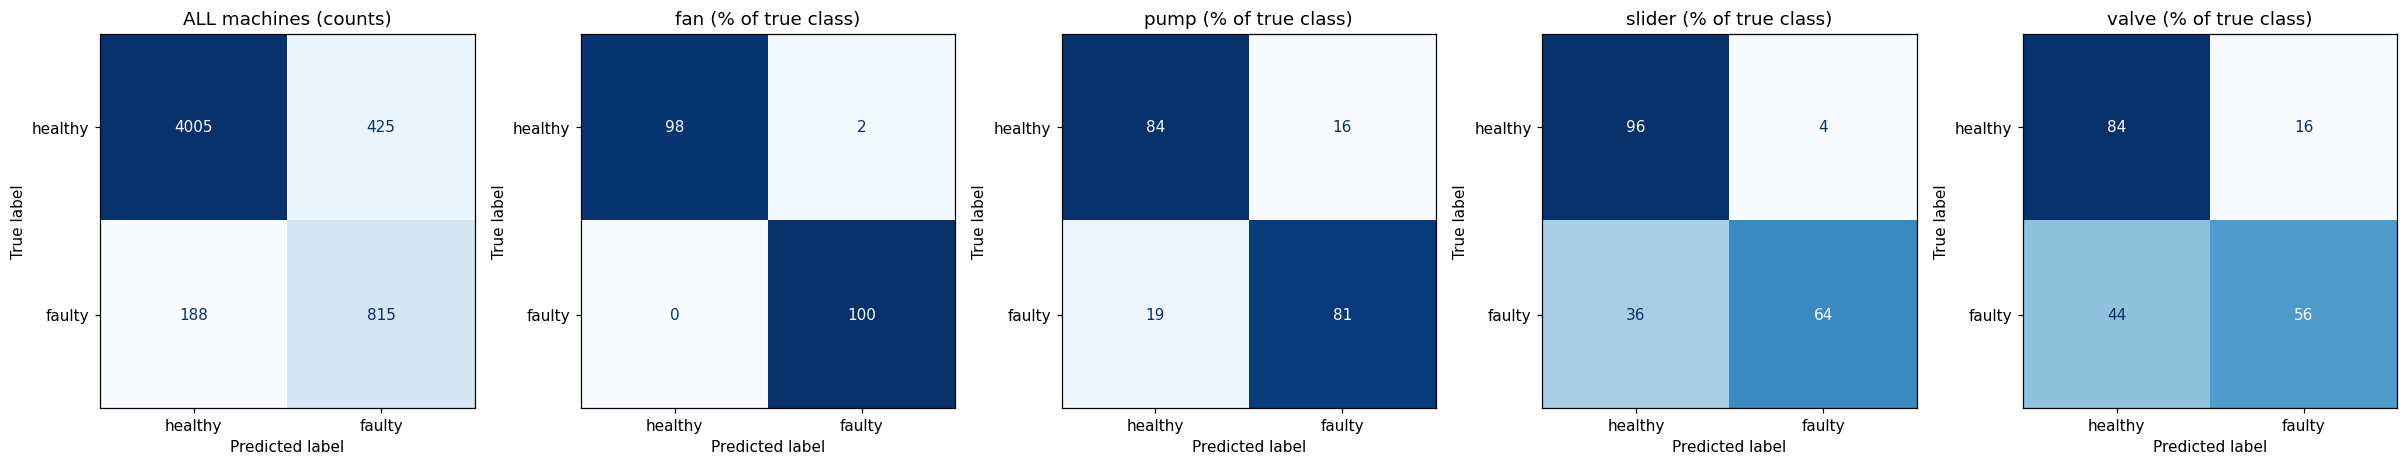 ALL machines (counts)
True label
healthy
faulty
4005
425
188
815
healthy
faulty
Predicted label
fan (% of true class)
True label
healthy
faulty
98
2
0
100
healthy
faulty
Predicted label
pump (% of true class)
True label
healthy
faulty
84
16
19
81
healthy
faulty
Predicted label
slider (% of true class)
True label
healthy
faulty
96
4
36
64
healthy
faulty
Predicted label
valve (% of true class)
True label
healthy
faulty
84
16
44
56
healthy
faulty
Predicted label